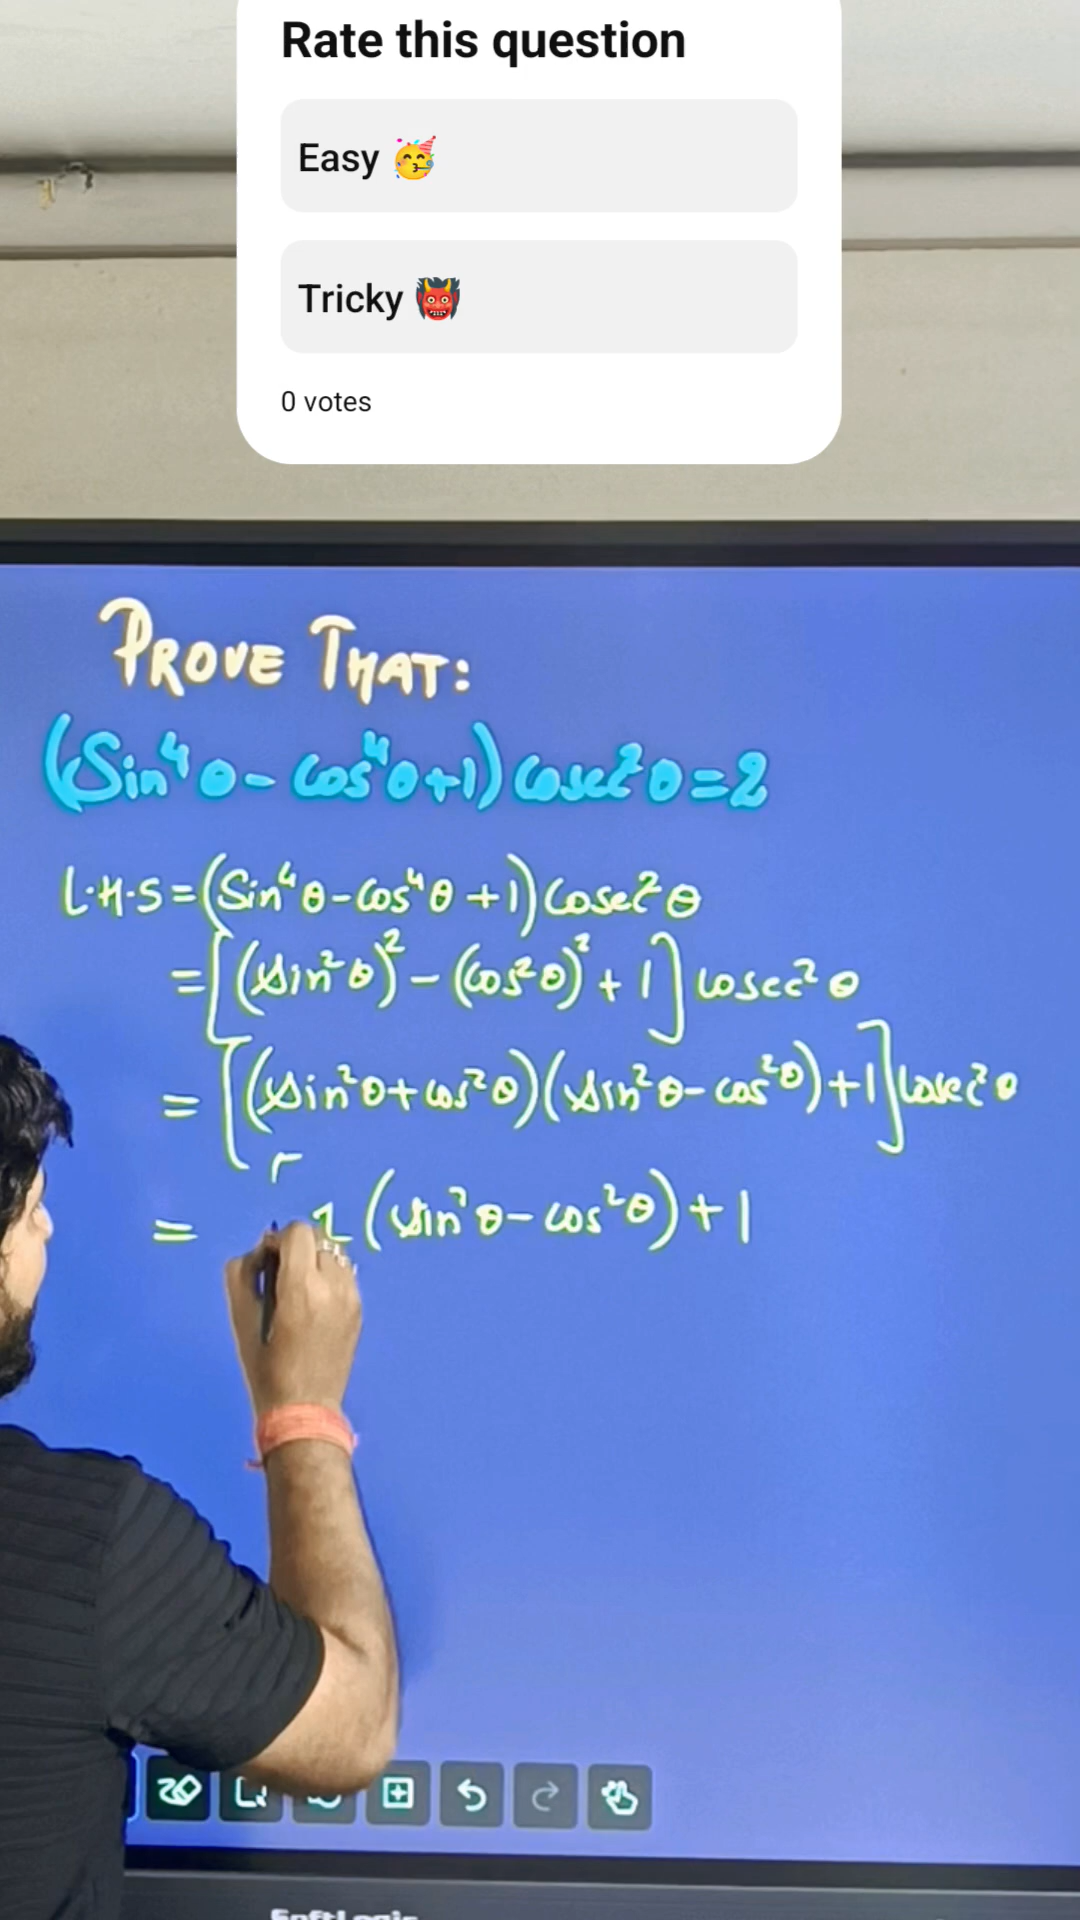 Rate this question
Easy 🥳
Tricky 👹
0 votes
PROVE THAT:
(Sin⁴θ - cos⁴θ+1) cosec²θ = 2
L.H.S = (Sin⁴θ - cos⁴θ + 1) cosec²θ
= [(sin²θ)² - (cos²θ)² + 1] cosec²θ
= [(sin²θ + cos²θ)(sin²θ - cos²θ) + 1] cosec²θ
= 1 (sin²θ - cos²θ) + 1